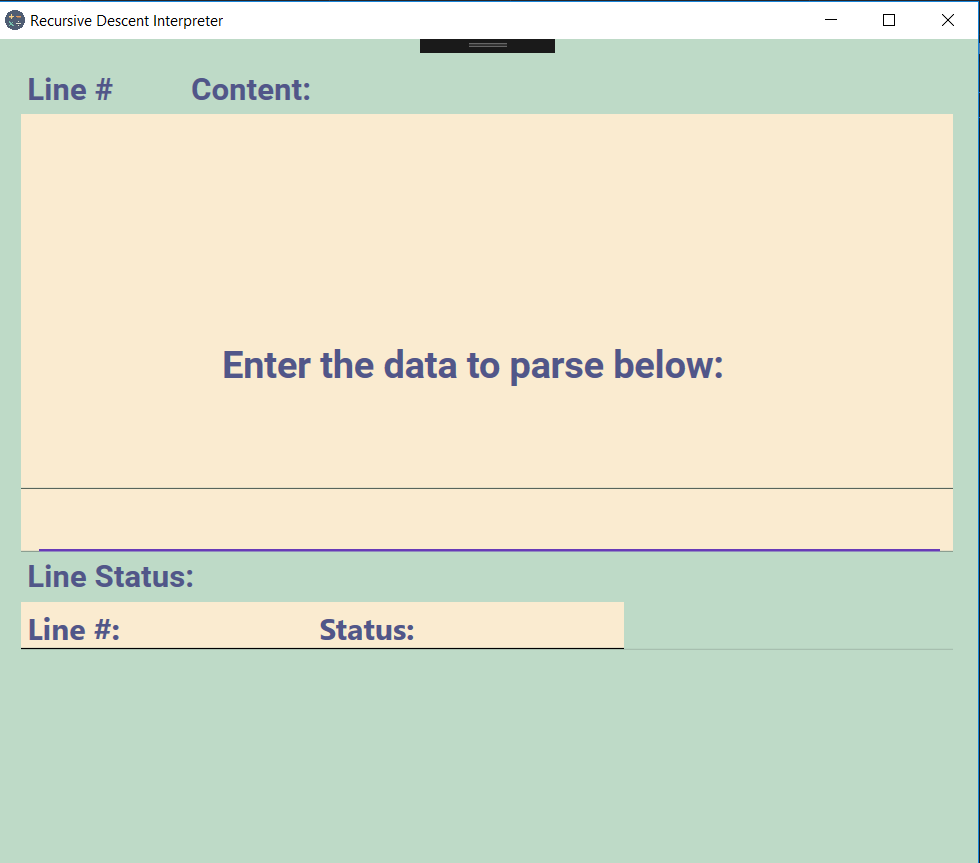 Recursive Descent Interpreter
Line # Content:
Enter the data to parse below:
Line Status:
Line #: Status: